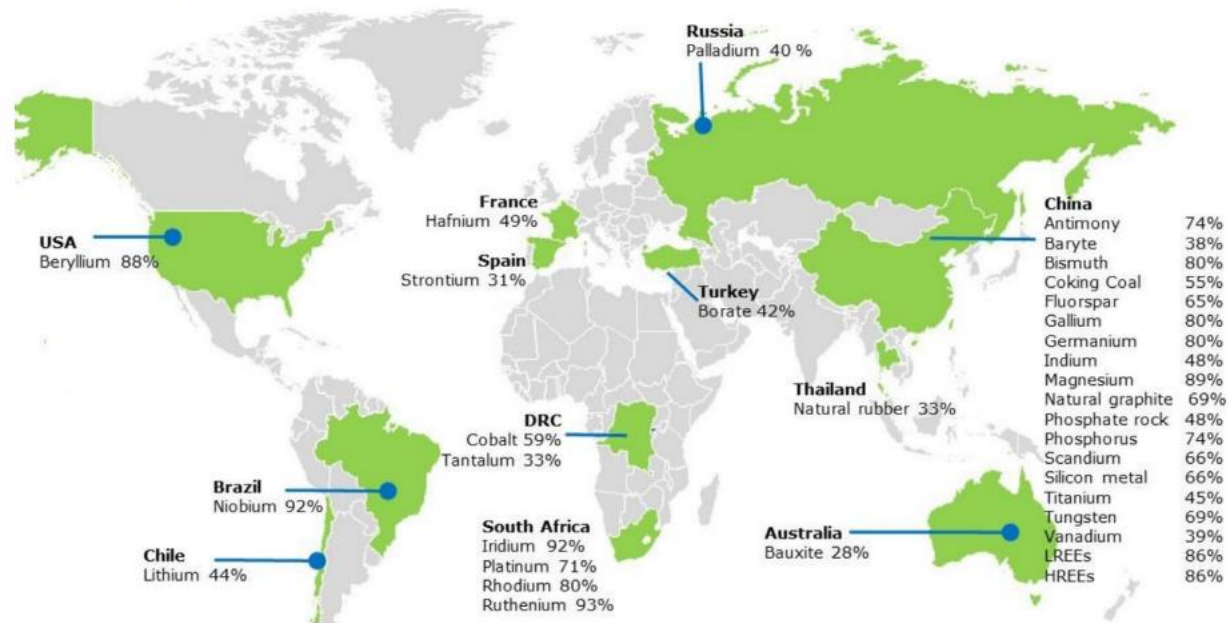 Russia
Palladium 40 %
France
Hafnium 49%
Spain
Strontium 31%
USA
Beryllium 88%
Turkey
Borate 42%
China
Antimony 74%
Baryte 38%
Bismuth 80%
Coking Coal 55%
Fluorspar 65%
Gallium 80%
Germanium 80%
Indium 48%
Magnesium 89%
Natural graphite 69%
Phosphate rock 48%
Phosphorus 74%
Scandium 66%
Silicon metal 66%
Titanium 45%
Tungsten 69%
Vanadium 39%
LREEs 86%
HREEs 86%
Thailand
Natural rubber 33%
DRC
Cobalt 59%
Tantalum 33%
Brazil
Niobium 92%
Chile
Lithium 44%
South Africa
Iridium 92%
Platinum 71%
Rhodium 80%
Ruthenium 93%
Australia
Bauxite 28%